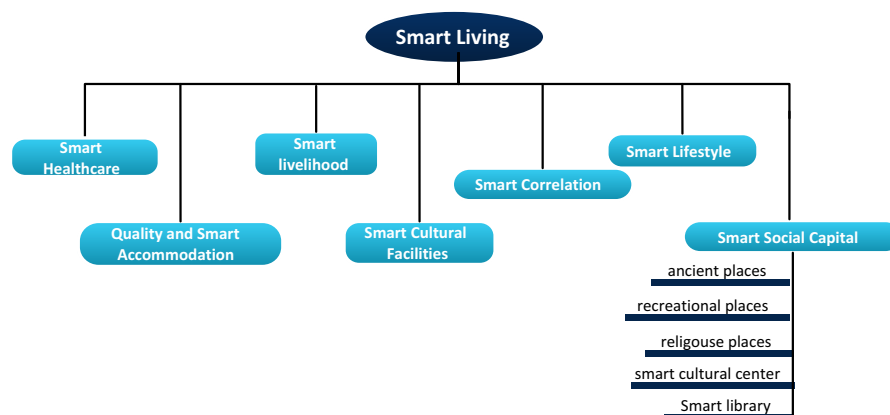 Smart Living
Smart
Healthcare
Smart
livelihood
Smart Lifestyle
Smart Correlation
Quality and Smart
Accommodation
Smart Cultural
Facilities
Smart Social Capital
ancient places
recreational places
religouse places
smart cultural center
Smart library